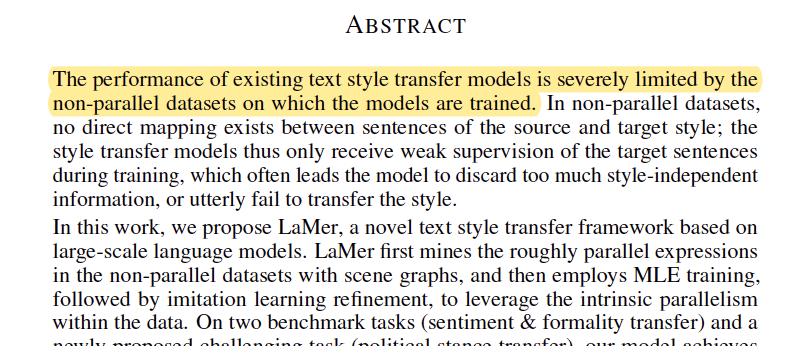 ABSTRACT
The performance of existing text style transfer models is severely limited by the
non-parallel datasets on which the models are trained. In non-parallel datasets,
no direct mapping exists between sentences of the source and target style; the
style transfer models thus only receive weak supervision of the target sentences
during training, which often leads the model to discard too much style-independent
information, or utterly fail to transfer the style.
In this work, we propose LaMer, a novel text style transfer framework based on
large-scale language models. LaMer first mines the roughly parallel expressions
in the non-parallel datasets with scene graphs, and then employs MLE training,
followed by imitation learning refinement, to leverage the intrinsic parallelism
within the data. On two benchmark tasks (sentiment & formality transfer) and a
newly proposed challenging task (political stance transfer), our model achieves